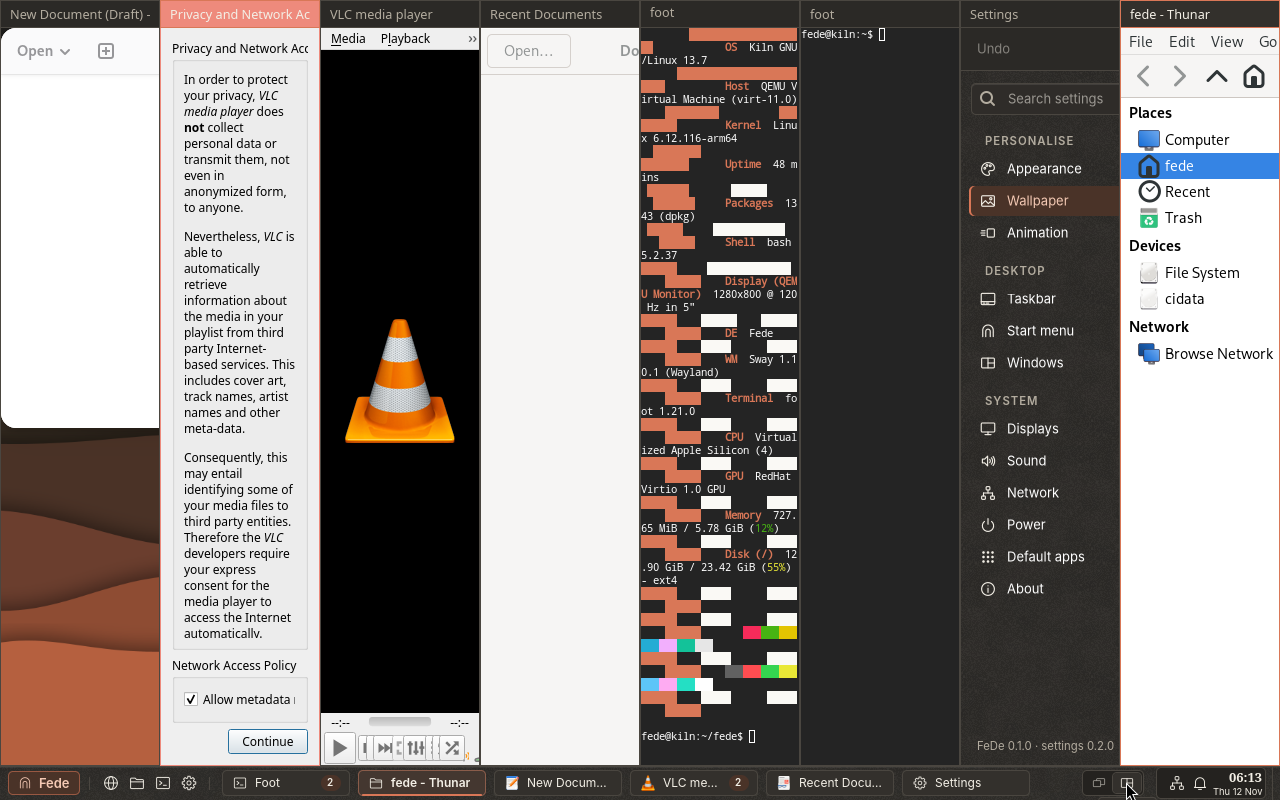 New Document (Draft) -
Privacy and Network Ac
VLC media player
Recent Documents
foot
foot
Settings
fede - Thunar
Open
Privacy and Network Acc
In order to protect
your privacy, VLC
media player does
not collect
personal data or
transmit them, not
even in
anonymized form,
to anyone.
Nevertheless, VLC is
able to
automatically
retrieve
information about
the media in your
playlist from third
party Internet-
based services. This
includes cover art,
track names, artist
names and other
meta-data.
Consequently, this
may entail
identifying some of
your media files to
third party entities.
Therefore the VLC
developers require
your express
consent for the
media player to
access the Internet
automatically.
Network Access Policy
Allow metadata
Continue
Media Playback »
--:-- --:--
Open...
Do
OS Kiln GNU
/Linux 13.7
Host QEMU V
irtual Machine (virt-11.0)
Kernel Linu
x 6.12.116-arm64
Uptime 48 m
ins
Packages 13
43 (dpkg)
Shell bash
5.2.37
Display (QEM
U Monitor) 1280x800 @ 120
Hz in 5"
DE Fede
WM Sway 1.1
0.1 (Wayland)
Terminal fo
ot 1.21.0
CPU Virtual
ized Apple Silicon (4)
GPU RedHat
Virtio 1.0 GPU
Memory 727.
65 MiB / 5.78 GiB (12%)
Disk (/) 12
.90 GiB / 23.42 GiB (55%)
- ext4
fede@kiln:~/fede$
fede@kiln:~$
Undo
Search settings
PERSONALISE
Appearance
Wallpaper
Animation
DESKTOP
Taskbar
Start menu
Windows
SYSTEM
Displays
Sound
Network
Power
Default apps
About
FeDe 0.1.0 · settings 0.2.0
File Edit View Go
Places
Computer
fede
Recent
Trash
Devices
File System
cidata
Network
Browse Network
Fede
Foot 2
fede - Thunar
New Docum...
VLC me... 2
Recent Docu...
Settings
06:13
Thu 12 Nov